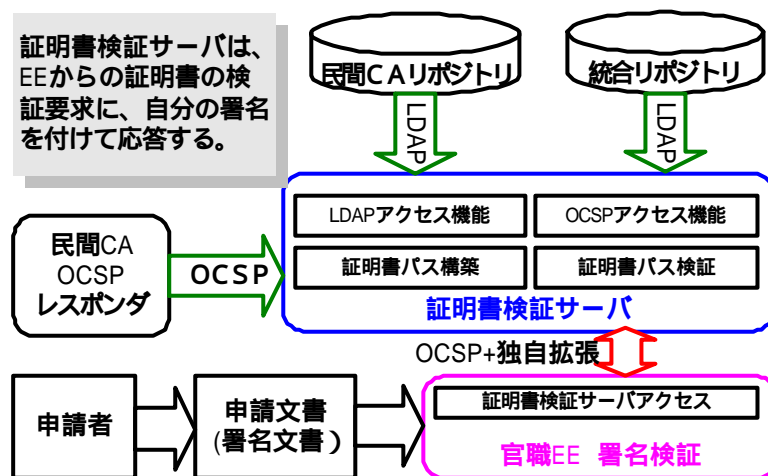 証明書検証サーバは、
EEからの証明書の検
証要求に、自分の署名
を付けて応答する。
民間CAリポジトリ
統合リポジトリ
LDAP
LDAP
LDAPアクセス機能
OCSPアクセス機能
証明書パス構築
証明書パス検証
証明書検証サーバ
民間CA
OCSP
レスポンダ
OCSP
OCSP+独自拡張
申請者
申請文書
(署名文書)
証明書検証サーバアクセス
官職EE 署名検証